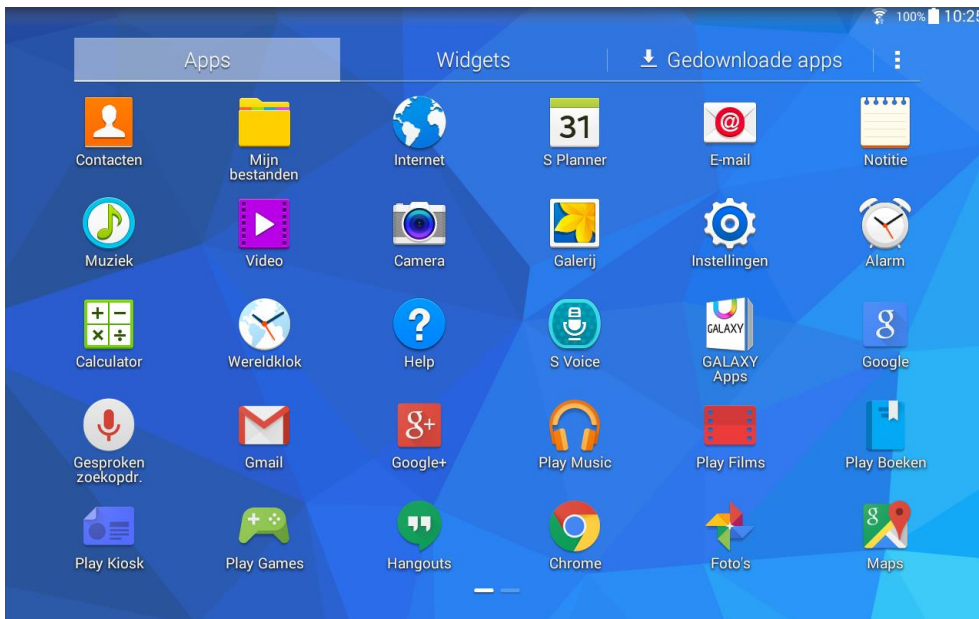 100% 10:25
Apps Widgets Gedownloade apps
31 @
Contacten Mijn bestanden Internet S Planner E-mail Notitie
Muziek Video Camera Galerij Instellingen Alarm
+ − × ÷ ? GALAXY g
Calculator Wereldklok Help S Voice GALAXY Apps Google
g+
Gesproken zoekopdr. Gmail Google+ Play Music Play Films Play Boeken
g
Play Kiosk Play Games Hangouts Chrome Foto's Maps